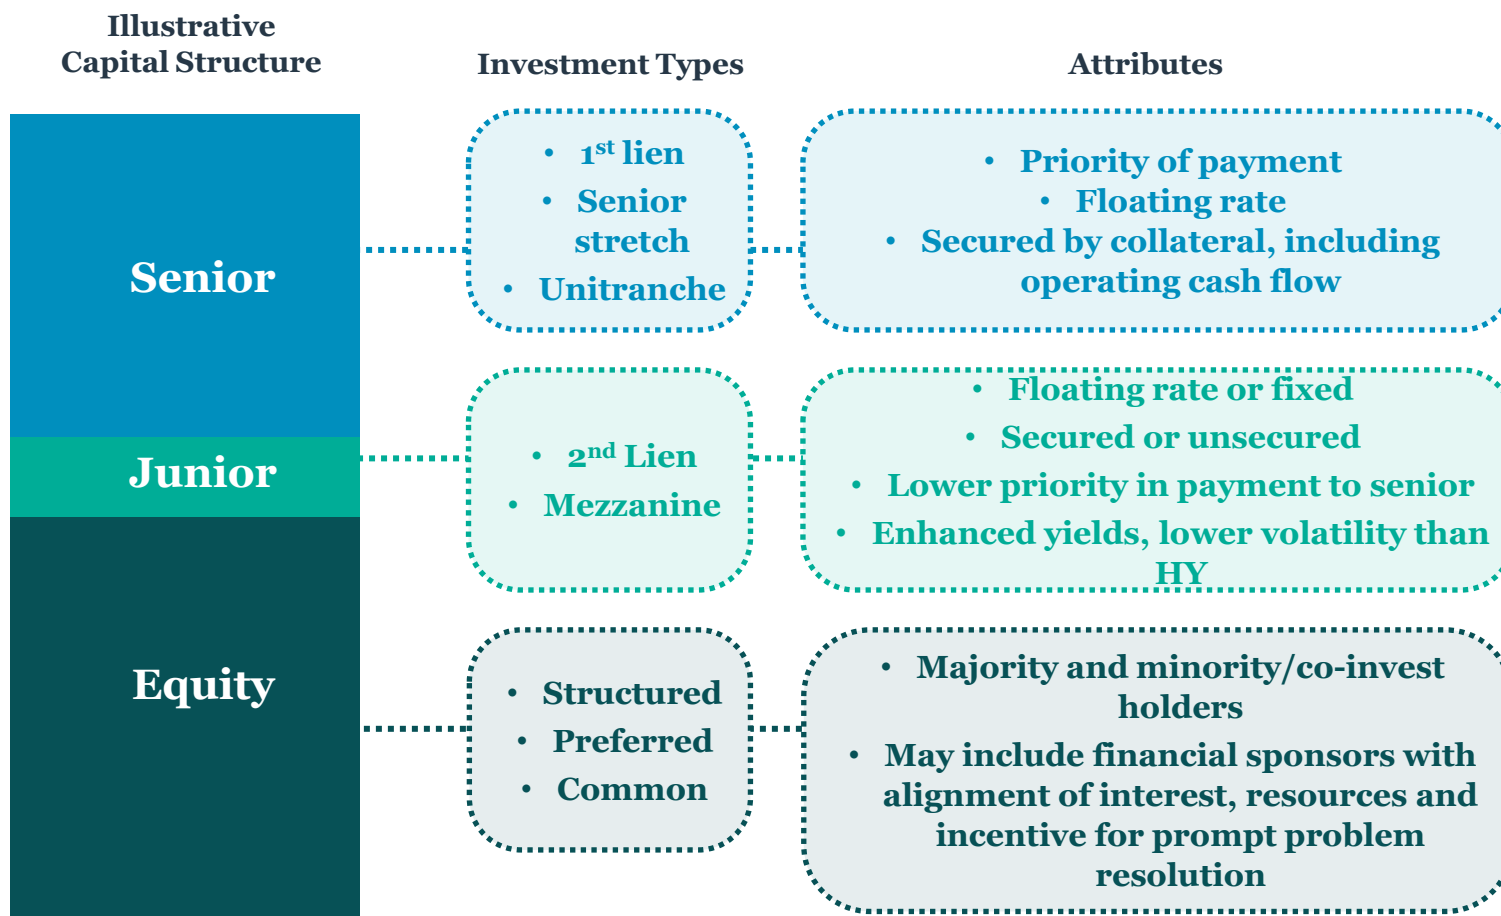 Illustrative
Capital Structure
Investment Types
Attributes
Senior
• 1st lien
• Senior
stretch
• Unitranche
• Priority of payment
• Floating rate
• Secured by collateral, including
operating cash flow
Junior
• 2nd Lien
• Mezzanine
• Floating rate or fixed
• Secured or unsecured
• Lower priority in payment to senior
• Enhanced yields, lower volatility than
HY
Equity
• Structured
• Preferred
• Common
• Majority and minority/co-invest
holders
• May include financial sponsors with
alignment of interest, resources and
incentive for prompt problem
resolution